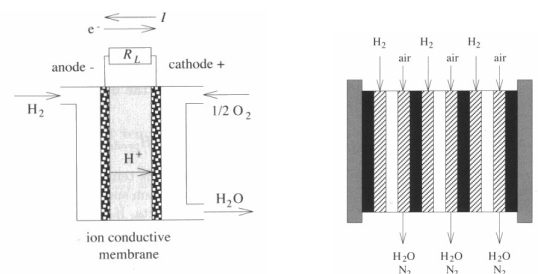 I
e-
R_L
anode -
cathode +
H₂
1/2 O₂
H⁺
H₂O
ion conductive
membrane
H₂ H₂ H₂
air air air
H₂O H₂O H₂O
N₂ N₂ N₂